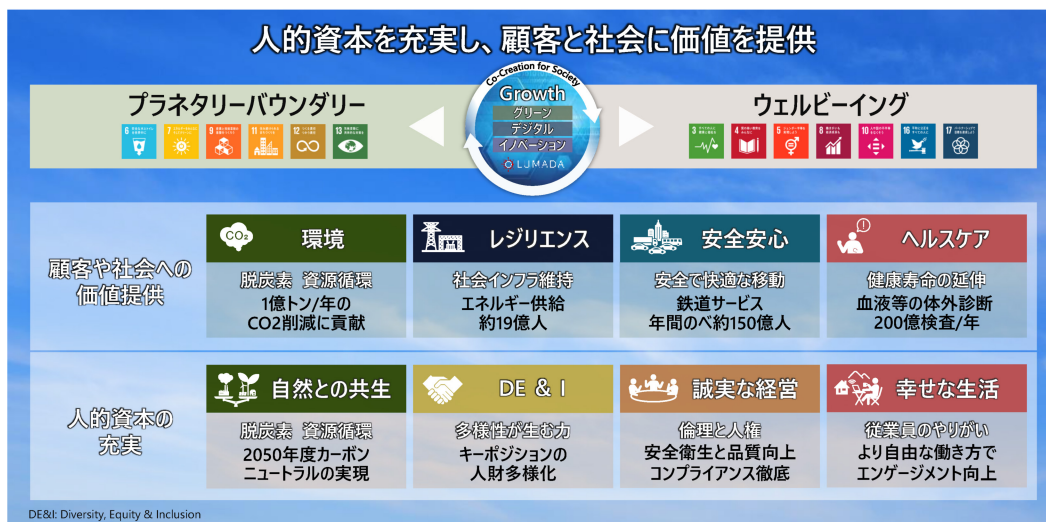 人的資本を充実し、顧客と社会に価値を提供
Co-Creation for Society
Growth
グリーン
デジタル
イノベーション
LUMADA
プラネタリーバウンダリー
6
7
9
11
12
13
ウェルビーイング
3
4
5
8
10
16
17
顧客や社会への
価値提供
CO2
環境
脱炭素 資源循環
1億トン/年の
CO2削減に貢献
レジリエンス
社会インフラ維持
エネルギー供給
約19億人
安全安心
安全で快適な移動
鉄道サービス
年間のべ約150億人
ヘルスケア
健康寿命の延伸
血液等の体外診断
200億検査/年
人的資本の
充実
自然との共生
脱炭素 資源循環
2050年度カーボン
ニュートラルの実現
DE & I
多様性が生む力
キーポジションの
人財多様化
誠実な経営
倫理と人権
安全衛生と品質向上
コンプライアンス徹底
幸せな生活
従業員のやりがい
より自由な働き方で
エンゲージメント向上
DE&I: Diversity, Equity & Inclusion